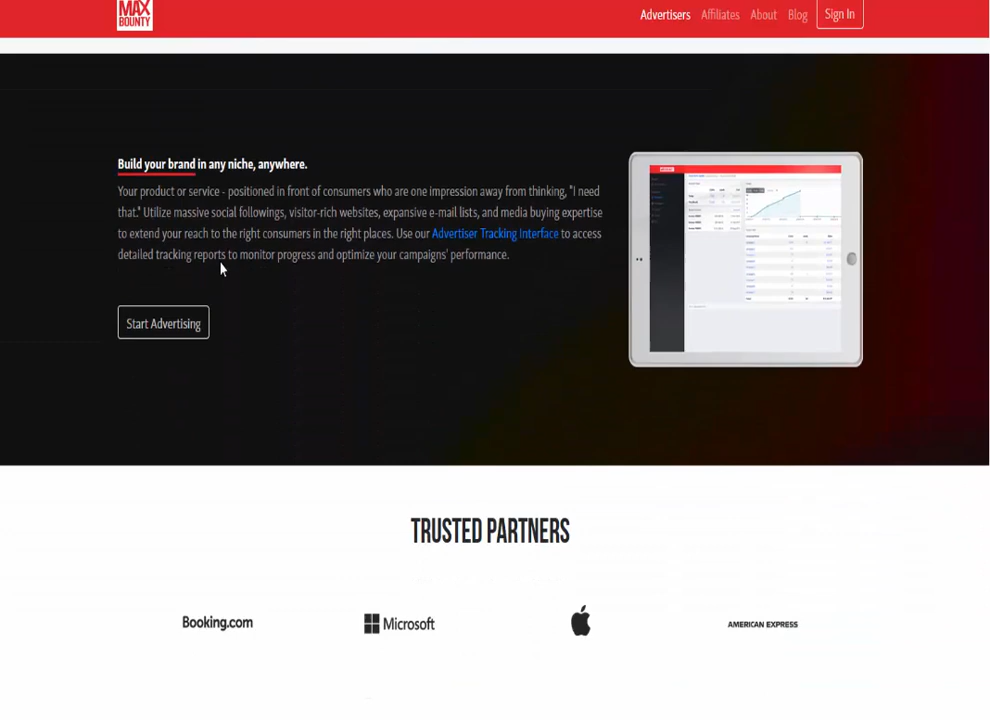 MAX
BOUNTY
Advertisers Affiliates About Blog Sign In
Build your brand in any niche, anywhere.
Your product or service - positioned in front of consumers who are one impression away from thinking, "I need
that." Utilize massive social followings, visitor-rich websites, expansive e-mail lists, and media buying expertise
to extend your reach to the right consumers in the right places. Use our Advertiser Tracking Interface to access
detailed tracking reports to monitor progress and optimize your campaigns' performance.
Start Advertising
TRUSTED PARTNERS
Booking.com Microsoft AMERICAN EXPRESS